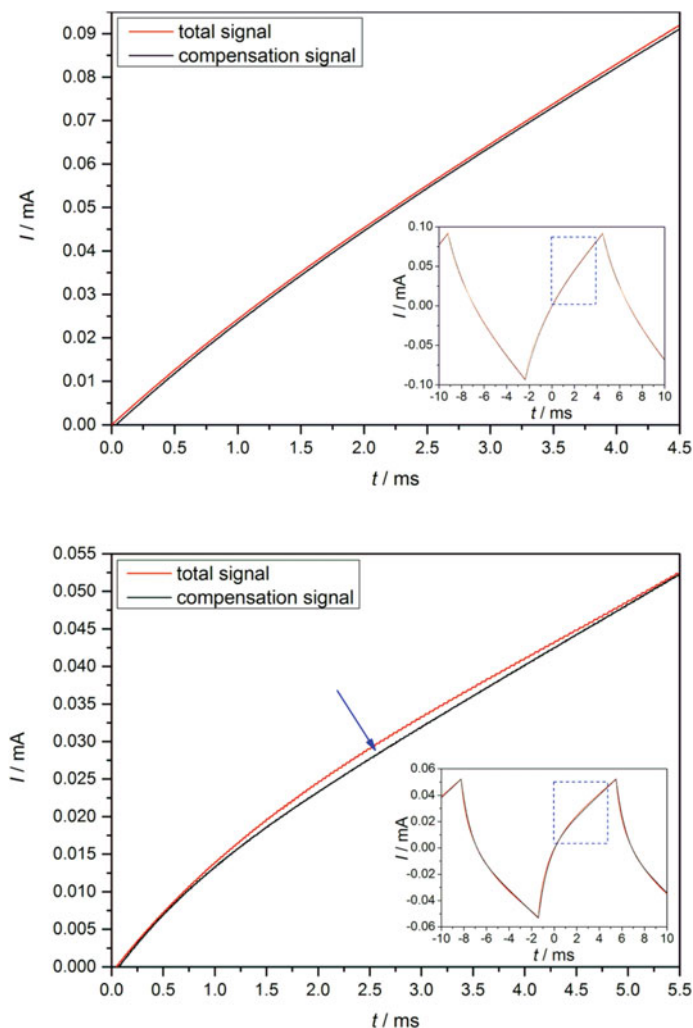 total signal
compensation signal
I / mA
0.09
0.08
0.07
0.06
0.05
0.04
0.03
0.02
0.01
0.00
0.0 0.5 1.0 1.5 2.0 2.5 3.0 3.5 4.0 4.5
t / ms
I / mA
0.10
0.05
0.00
-0.05
-0.10
-10 -8 -6 -4 -2 0 2 4 6 8 10
t / ms
total signal
compensation signal
I / mA
0.055
0.050
0.045
0.040
0.035
0.030
0.025
0.020
0.015
0.010
0.005
0.000
0.0 0.5 1.0 1.5 2.0 2.5 3.0 3.5 4.0 4.5 5.0 5.5
t / ms
I / mA
0.06
0.04
0.02
0.00
-0.02
-0.04
-0.06
-10 -8 -6 -4 -2 0 2 4 6 8 10
t / ms